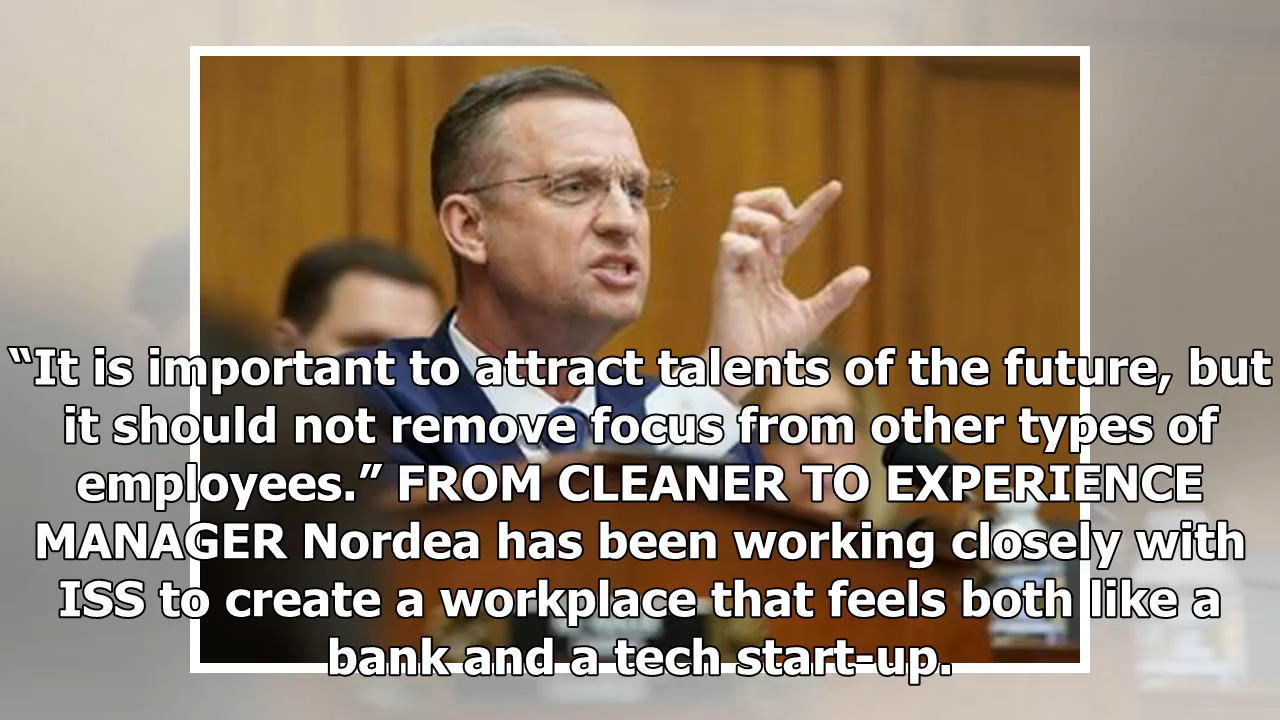 “It is important to attract talents of the future, but
it should not remove focus from other types of
employees.” FROM CLEANER TO EXPERIENCE
MANAGER Nordea has been working closely with
ISS to create a workplace that feels both like a
bank and a tech start-up.